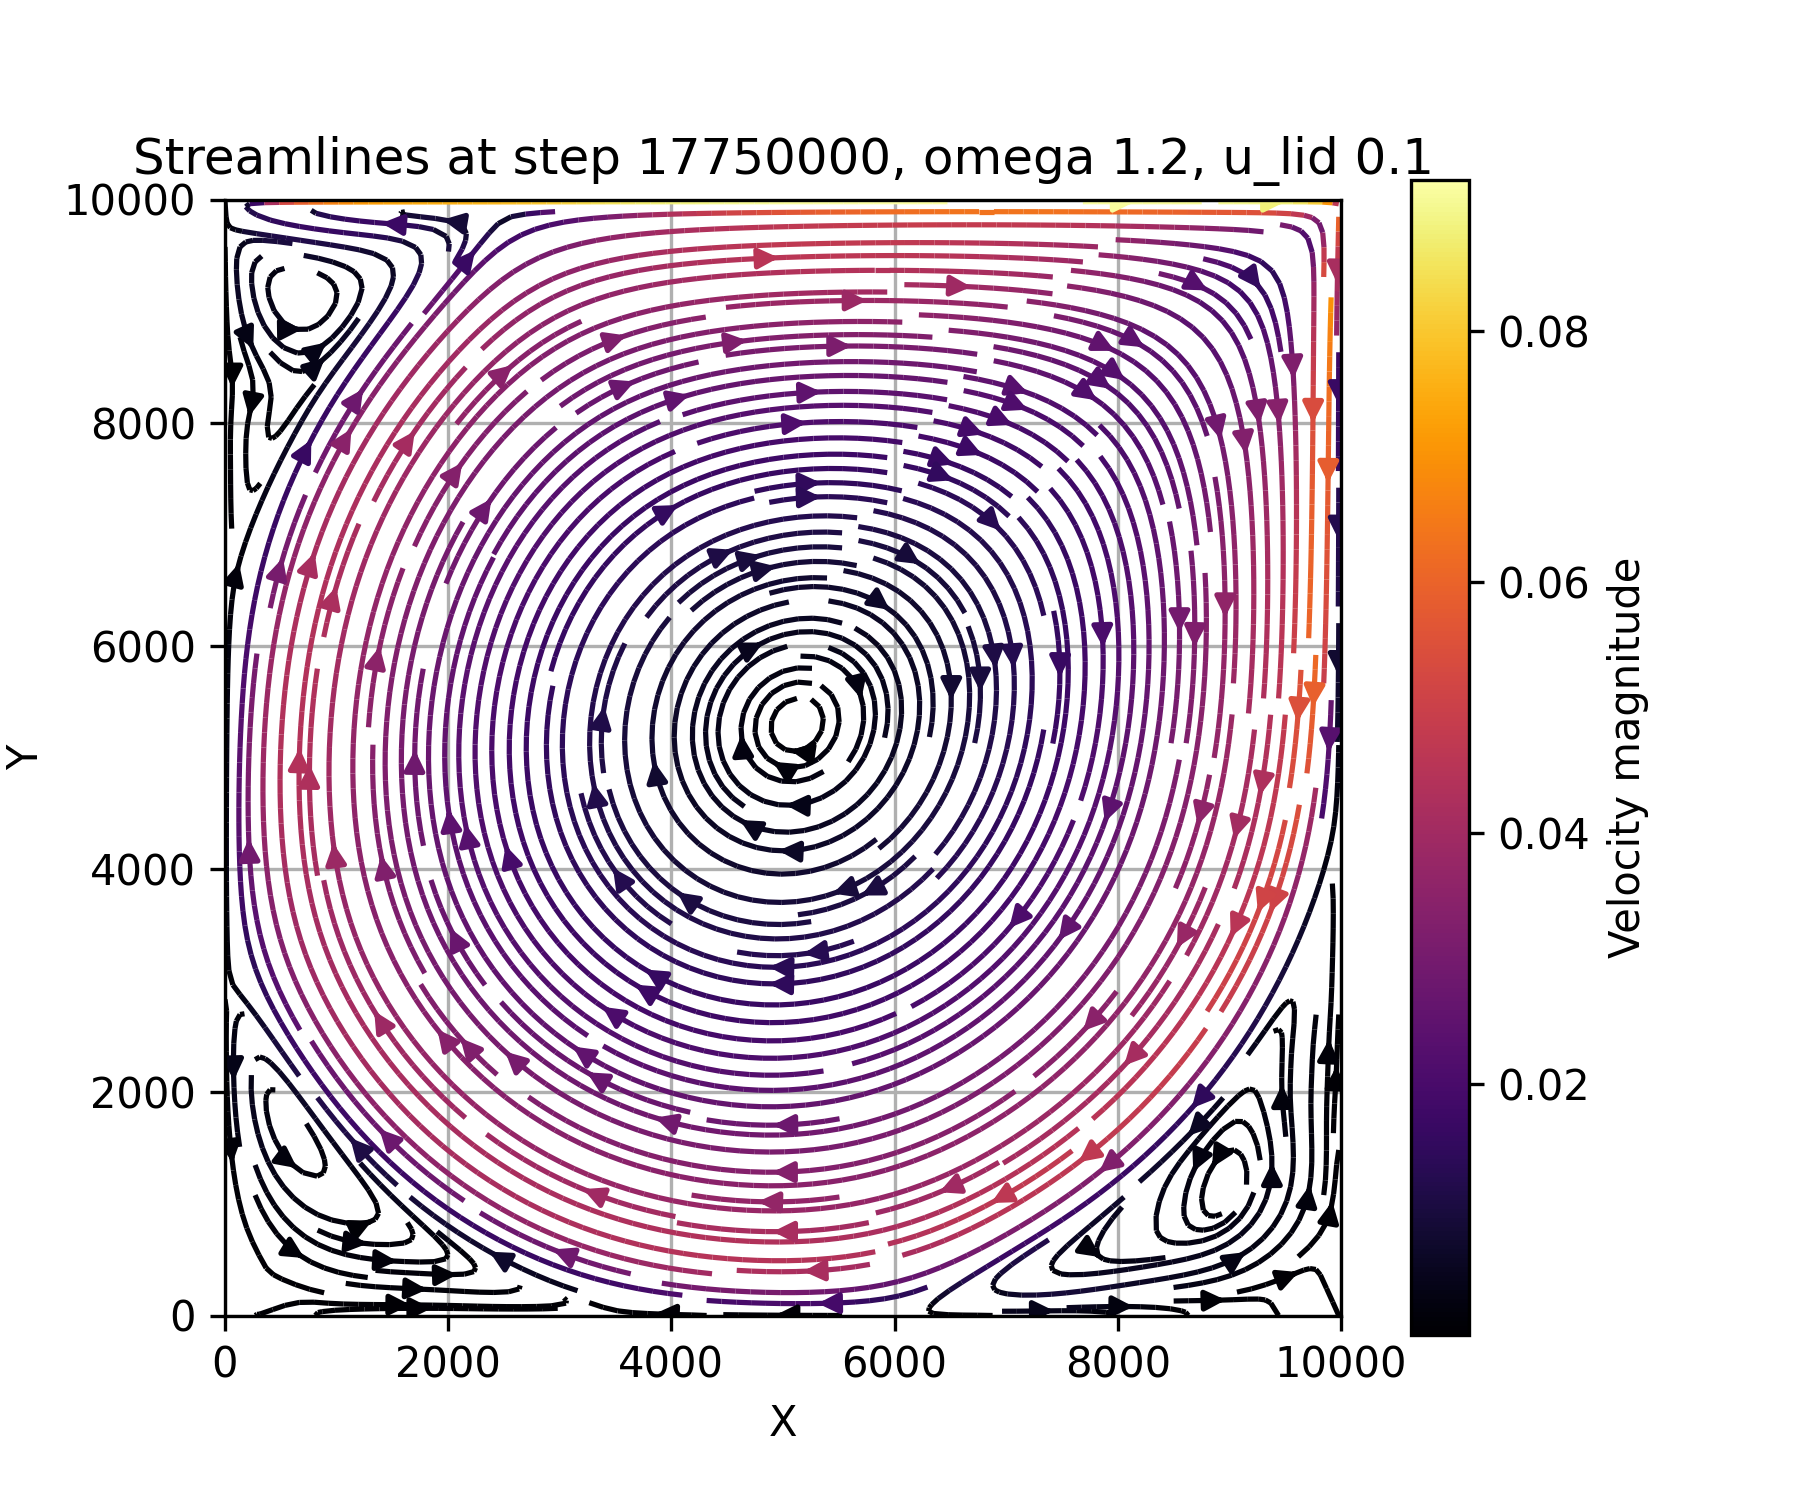 Streamlines at step 17750000, omega 1.2, u_lid 0.1
10000
8000
6000
4000
2000
0
Y
0 2000 4000 6000 8000 10000
X
0.08
0.06
0.04
0.02
Velocity magnitude